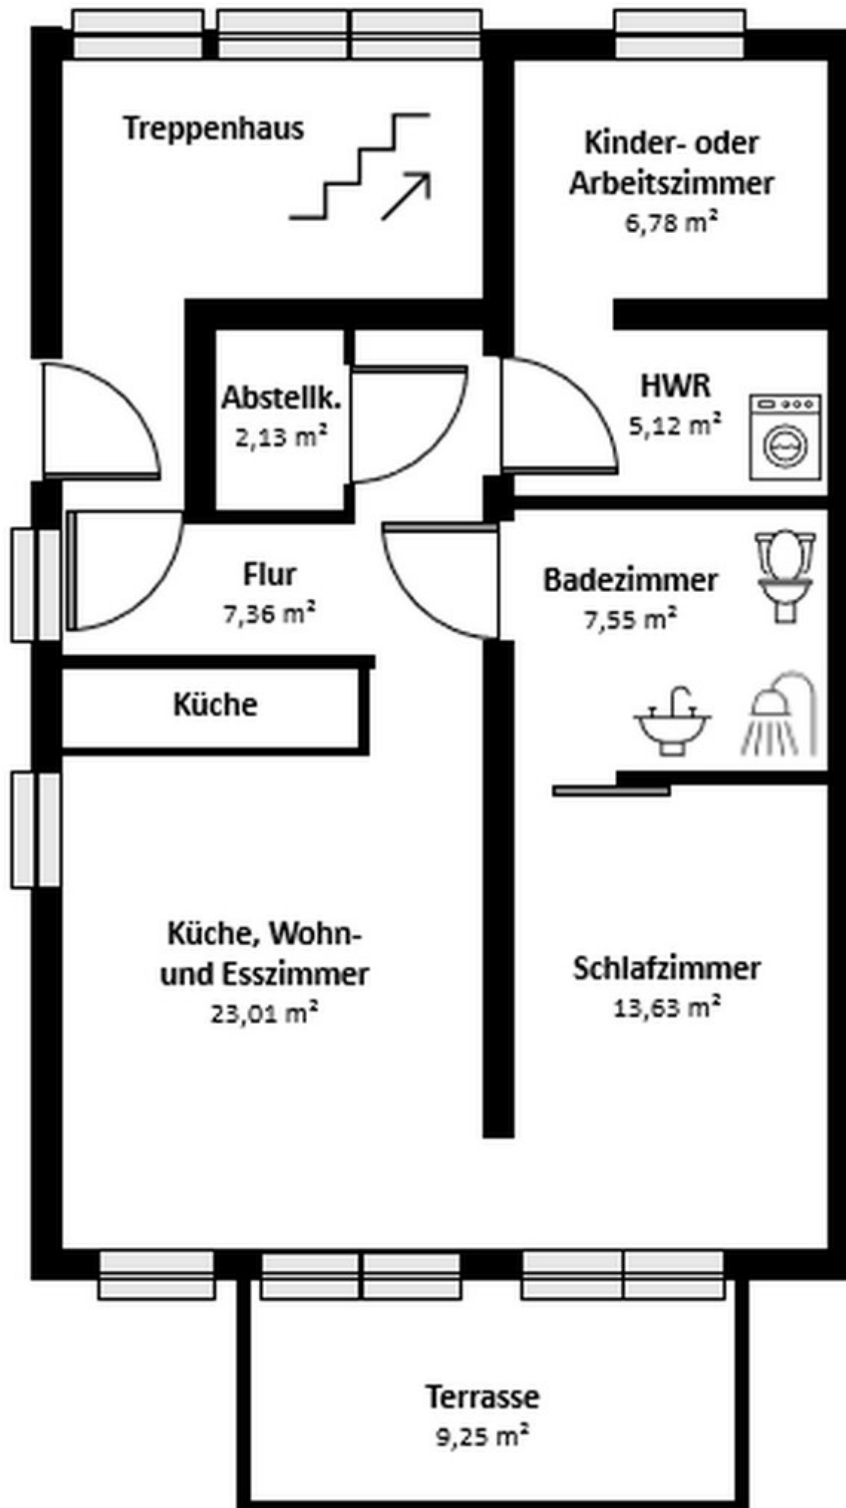 Treppenhaus
Kinder- oder
Arbeitszimmer
6,78 m²
Abstellk.
2,13 m²
HWR
5,12 m²
Flur
7,36 m²
Badezimmer
7,55 m²
Küche
Küche, Wohn-
und Esszimmer
23,01 m²
Schlafzimmer
13,63 m²
Terrasse
9,25 m²